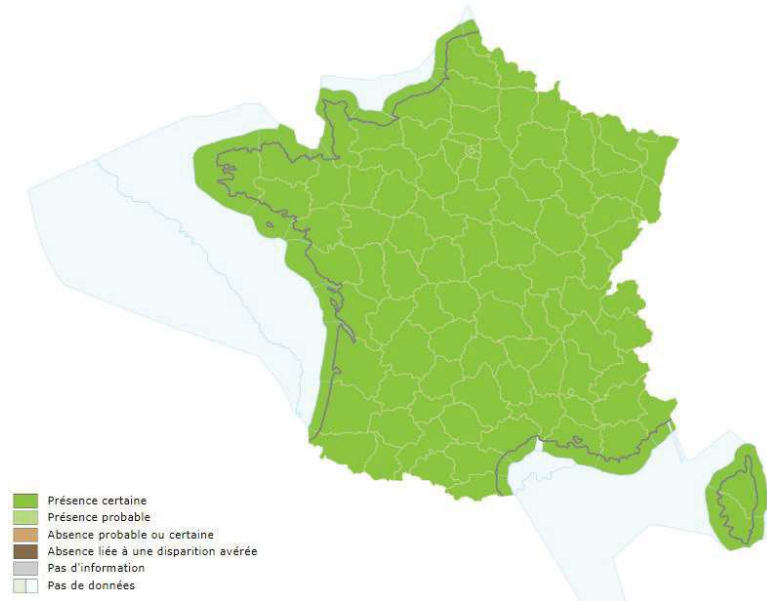 Présence certaine
Présence probable
Absence probable ou certaine
Absence liée à une disparition avérée
Pas d'information
Pas de données